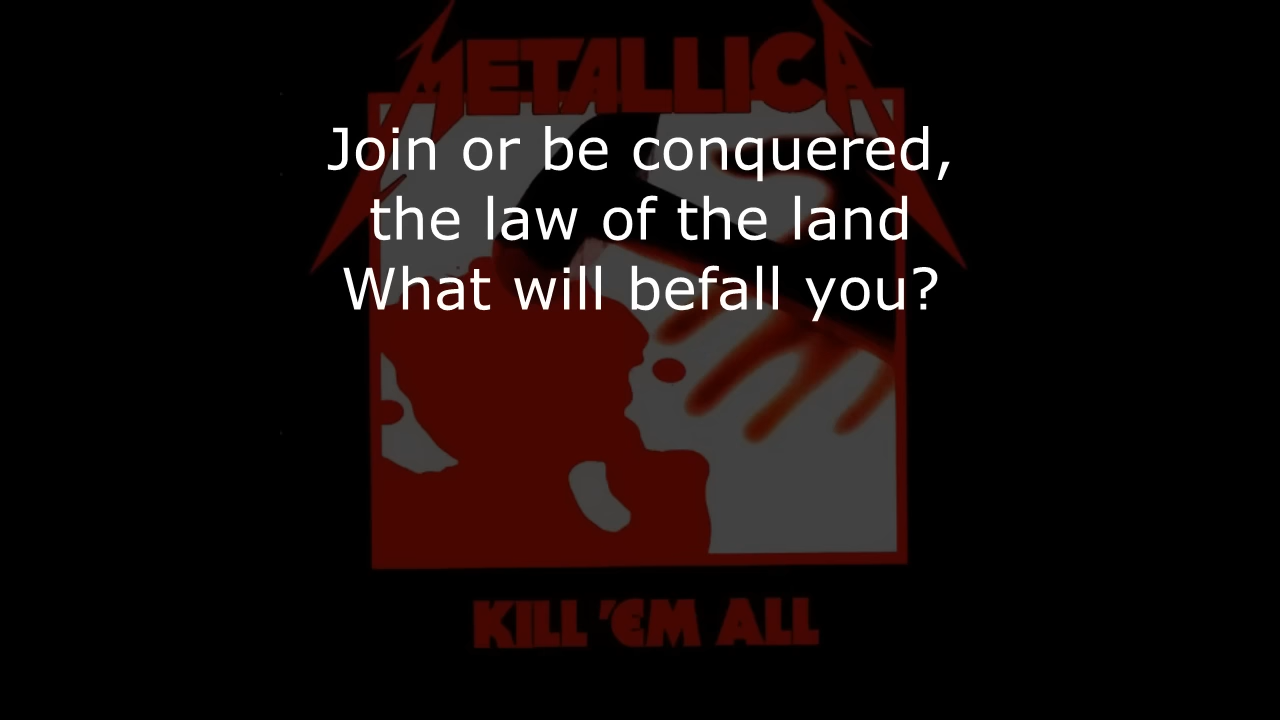 METALLICA
Join or be conquered,
the law of the land
What will befall you?
KILL 'EM ALL